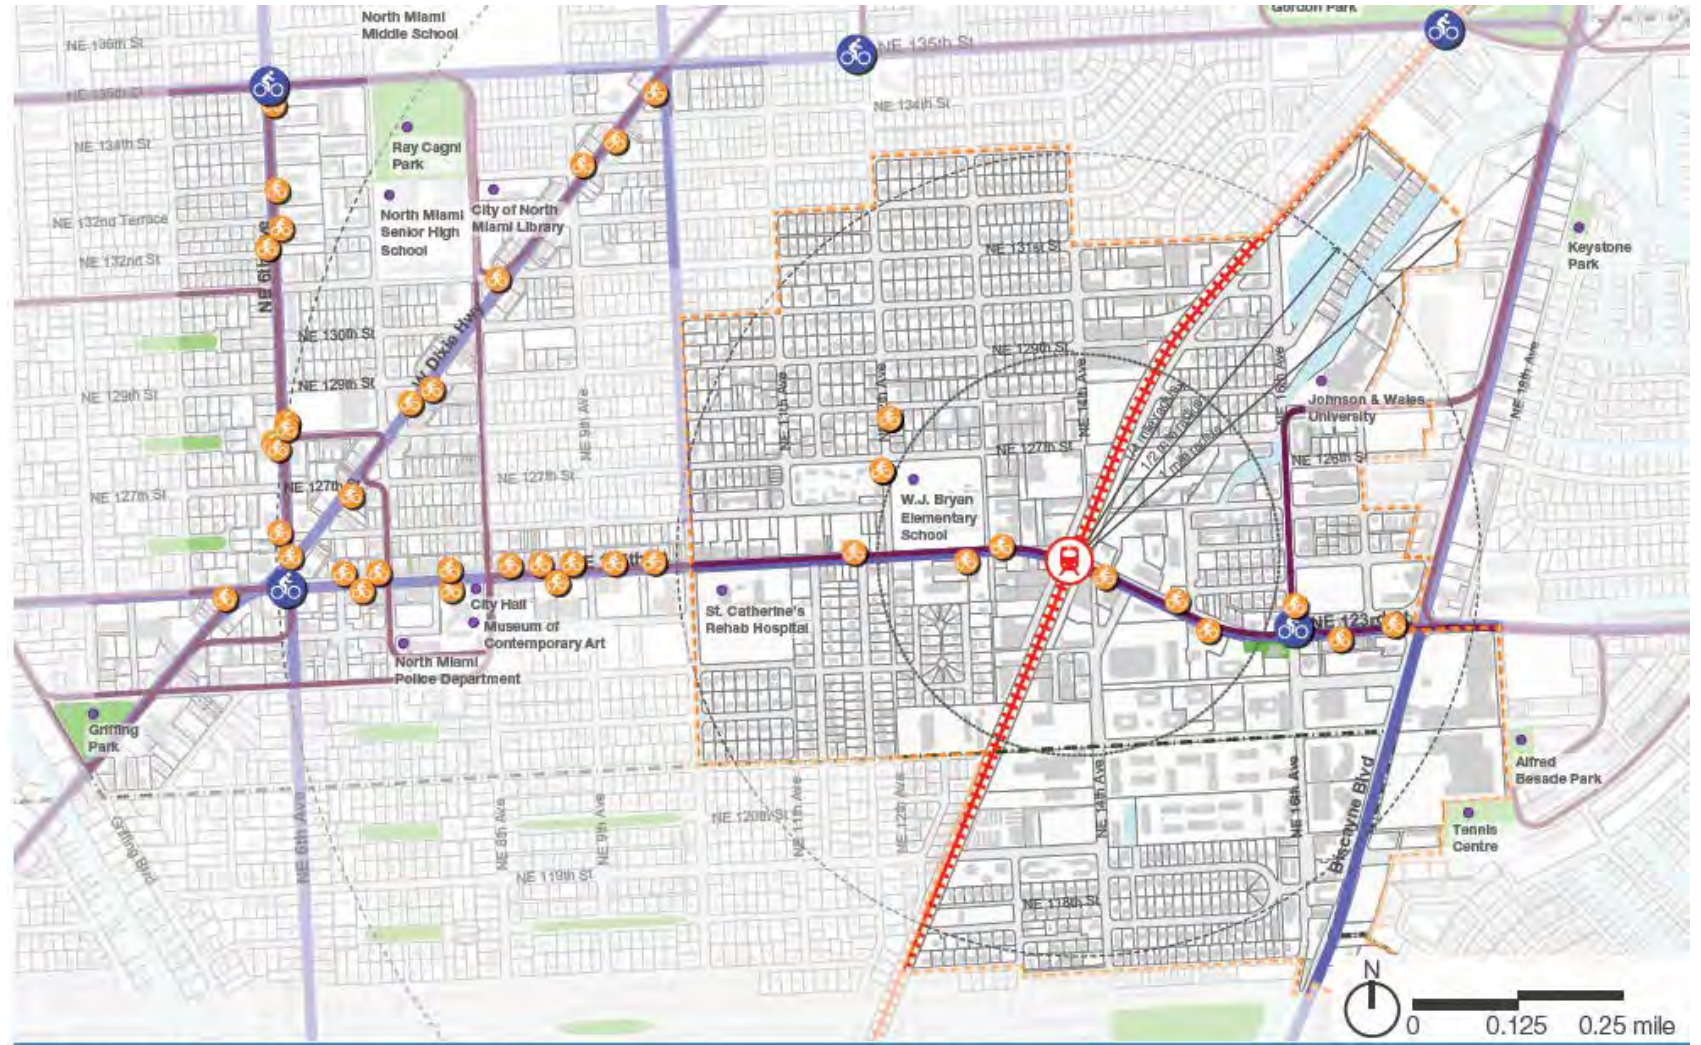 North Miami
Middle School
Gordon Park
NE 135th St
NE 134th St
NE 134th St
Ray Cagni
Park
NE 132nd Terrace
North Miami
Senior High
School
City of North
Miami Library
NE 132nd St
NE 131st St
Keystone
Park
NE 130th St
W Dixie Hwy
NE 129th St
NE 129th St
NE 129th St
NE 9th Ave
NE 11th Ave
NE 14th Ave
NE 16th Ave
NE 18th Ave
Johnson & Wales
University
1/4 mile radius
1/2 mile radius
1 mile radius
NE 127th St
NE 127th St
NE 127th St
NE 127th St
NE 126th St
W.J. Bryan
Elementary
School
St. Catherine's
Rehab Hospital
City Hall
Museum of
Contemporary Art
North Miami
Police Department
NE 123rd
Griffing
Park
Griffing Blvd
Alfred
Besade Park
Biscayne Blvd
NE 6th Ave
NE 9th Ave
NE 11th Ave
NE 12th Ave
NE 14th Ave
NE 16th Ave
NE 120th St
Tennis
Centre
NE 119th St
NE 118th St
N
0 0.125 0.25 mile